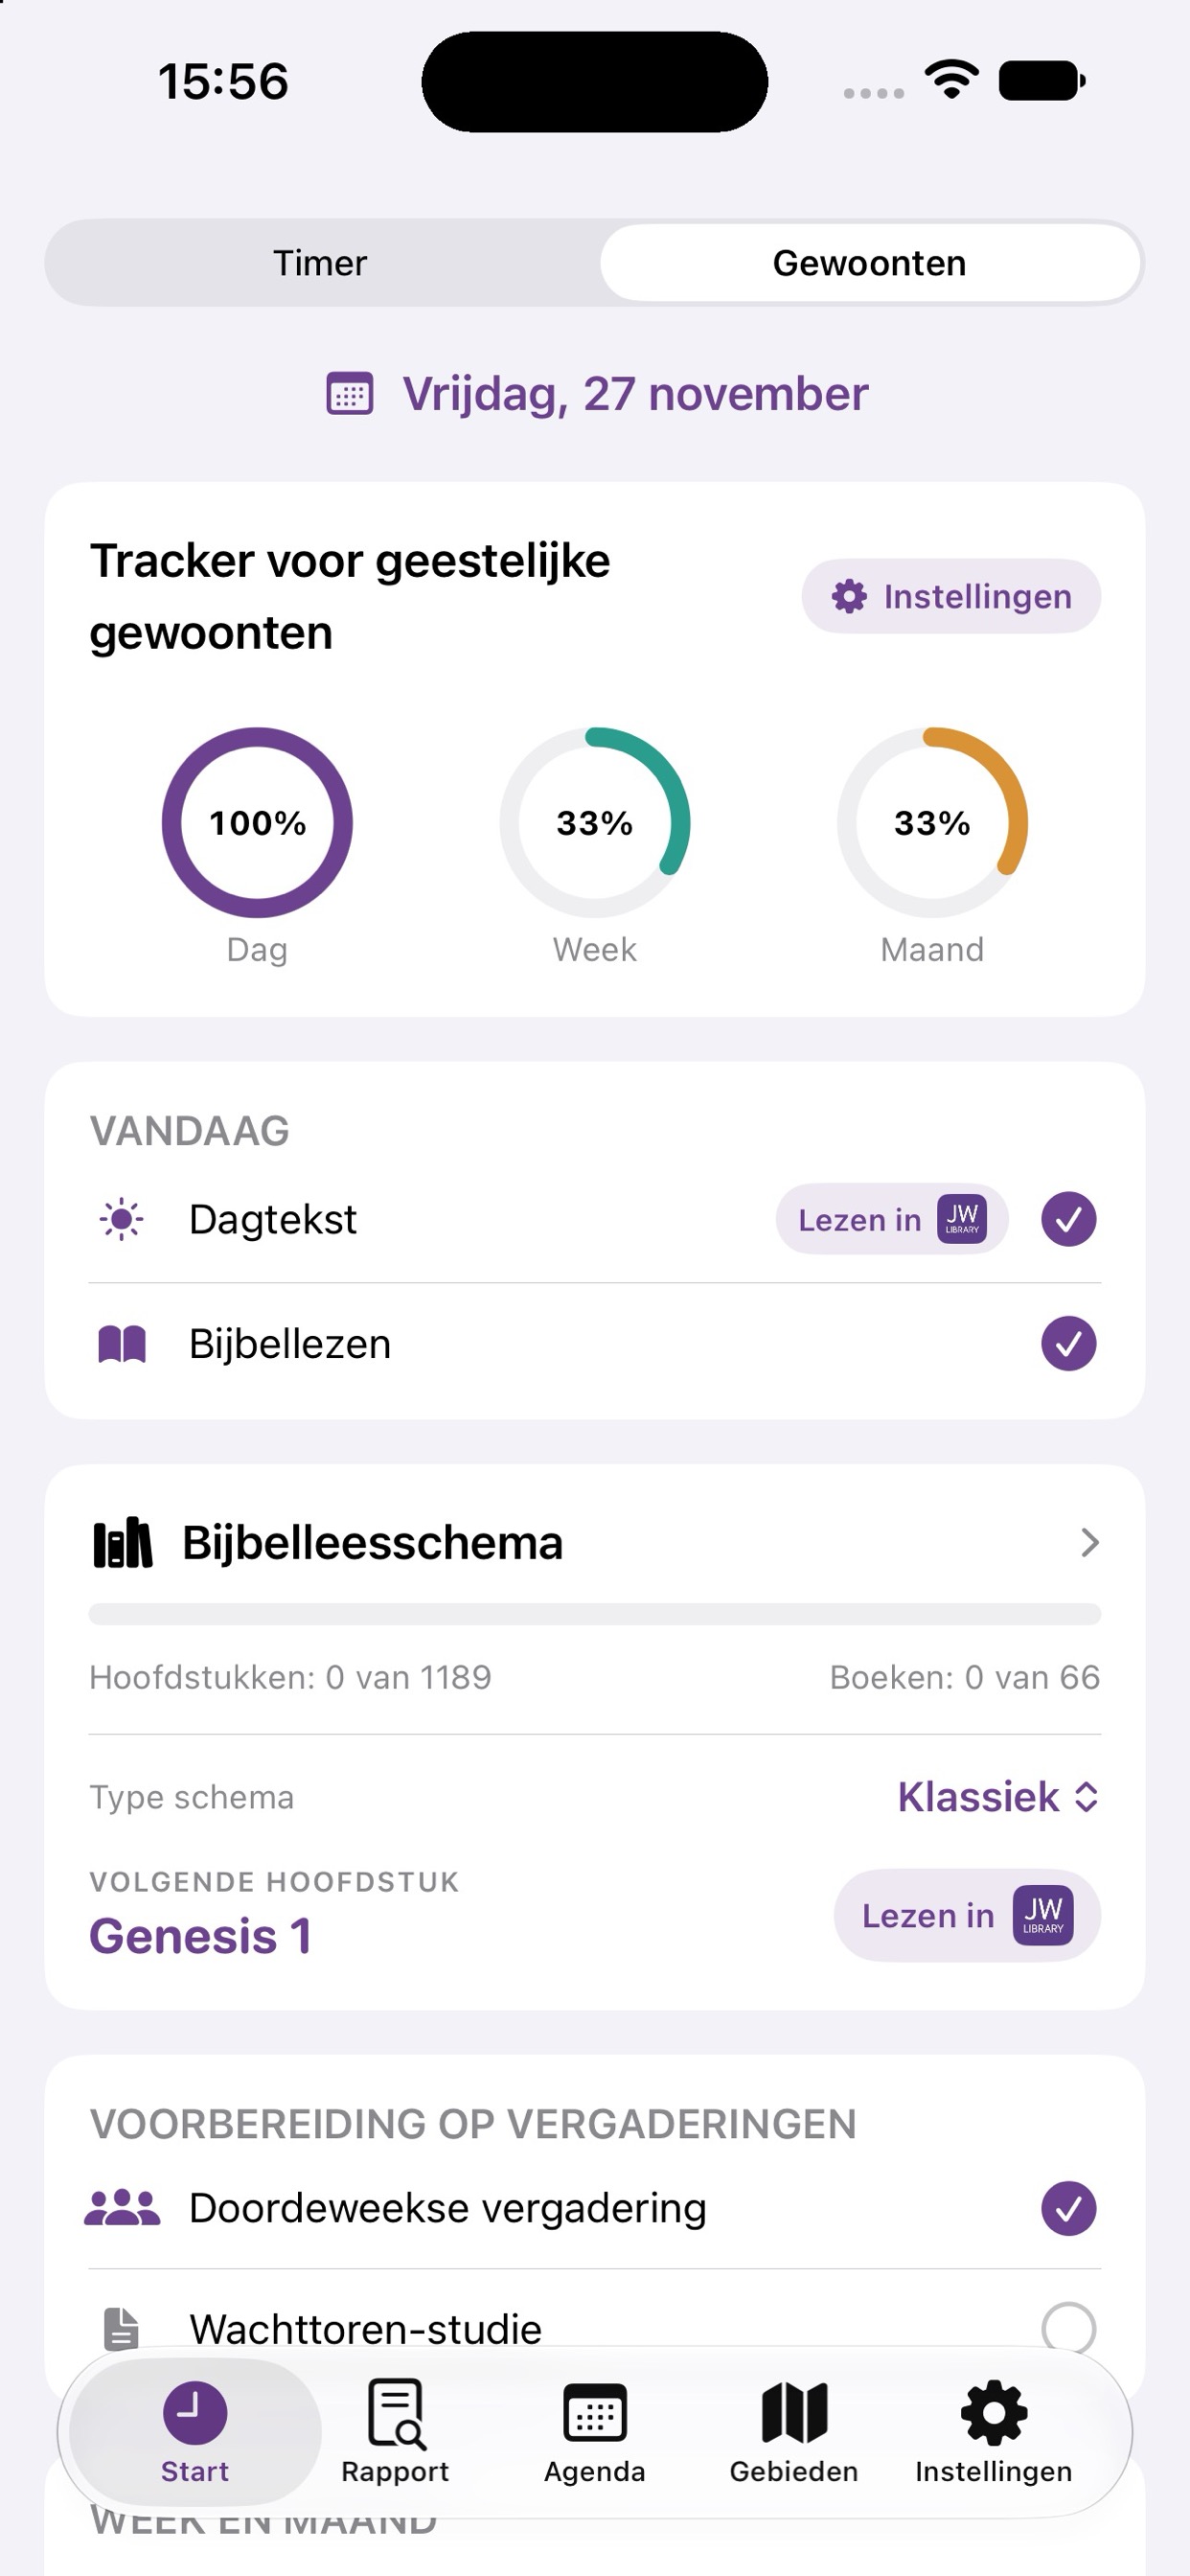 15:56
Timer
Gewoonten
Vrijdag, 27 november
Tracker voor geestelijke
gewoonten
Instellingen
100%
33%
33%
Dag
Week
Maand
VANDAAG
Dagtekst
Lezen in
JW
LIBRARY
Bijbellezen
Bijbelleesschema
Hoofdstukken: 0 van 1189
Boeken: 0 van 66
Type schema
Klassiek
VOLGENDE HOOFDSTUK
Genesis 1
Lezen in
JW
LIBRARY
VOORBEREIDING OP VERGADERINGEN
Doordeweekse vergadering
Wachttoren-studie
Start
Rapport
Agenda
Gebieden
Instellingen
WEEK EN MAAND